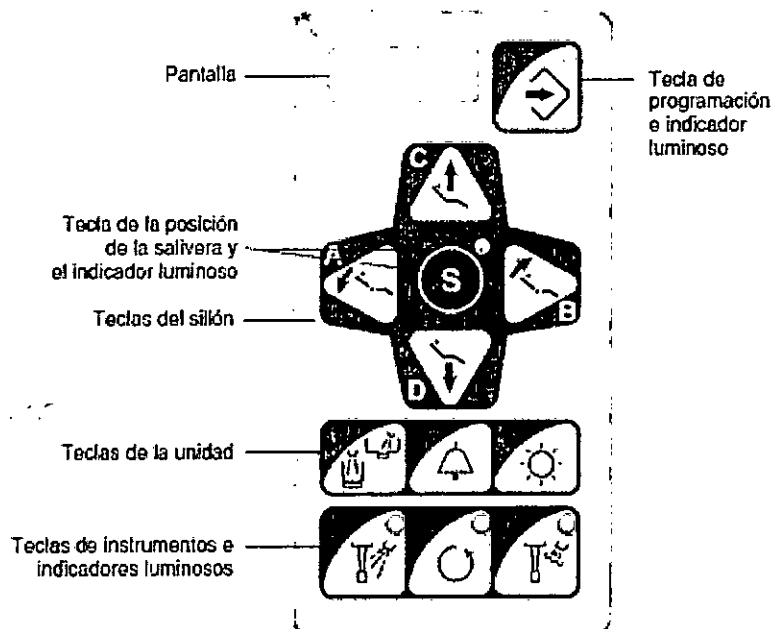 Pantalla
Tecla de
programación
e indicador
luminoso
C
Tecla de la posición
de la salivera y
el indicador luminoso
A
S
B
Teclas del sillón
D
Teclas de la unidad
Teclas de instrumentos e
indicadores luminosos